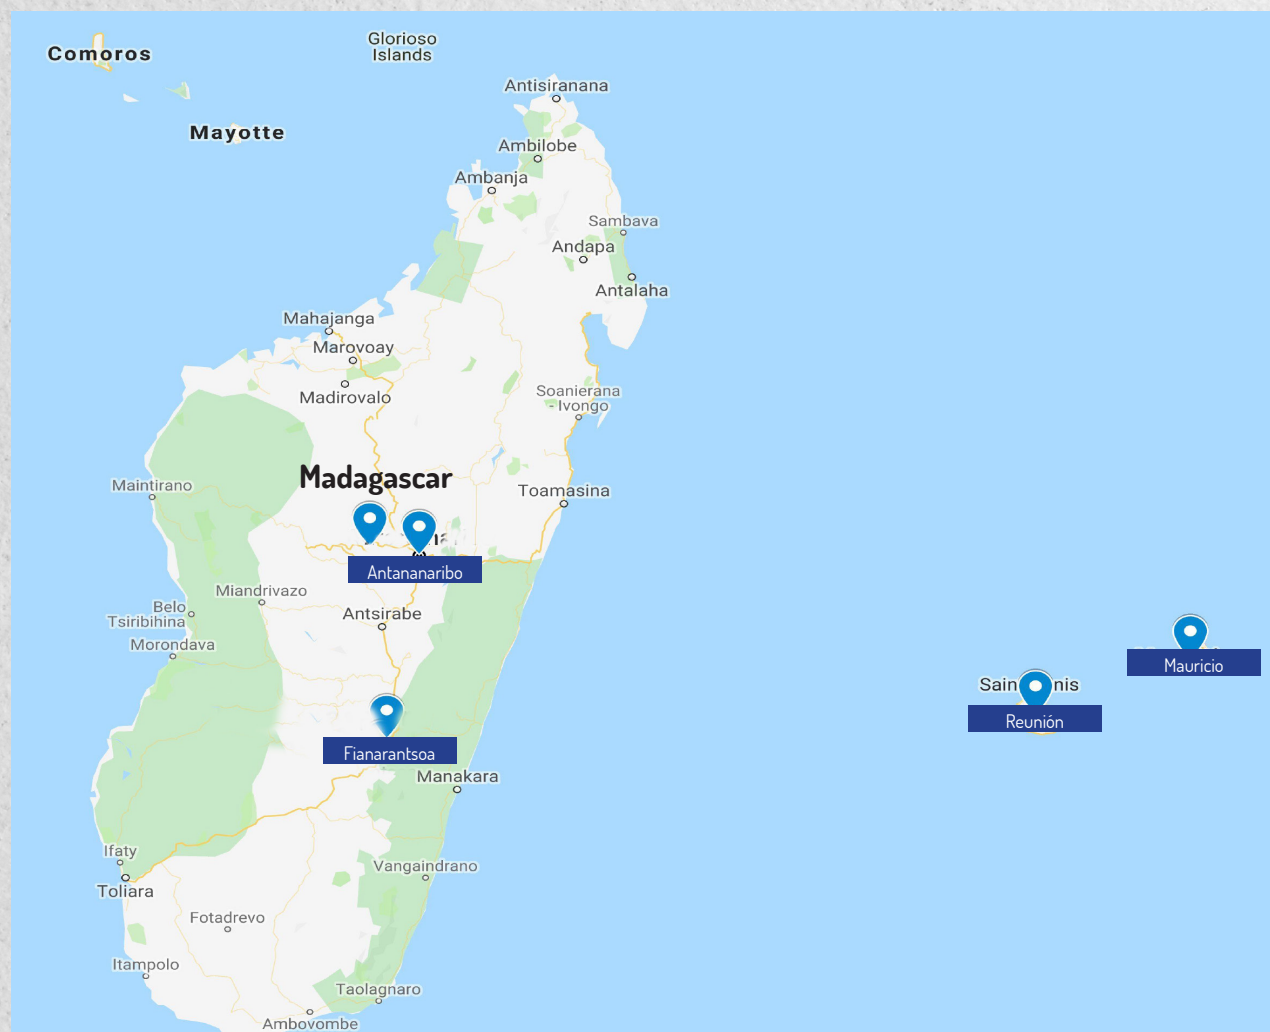 Comoros
Glorioso
Islands
Antisiranana
Mayotte
Ambilobe
Ambanja
Sambava
Andapa
Antalaha
Mahajanga
Marovoay
Madirovalo
Soanierana
- Ivongo
Madagascar
Maintirano
Toamasina
Antananaribo
Miandrivazo
Belo
Tsiribihina
Antsirabe
Morondava
Mauricio
Reunión
Fianarantsoa
Manakara
Ifaty
Vangaindrano
Toliara
Fotadrevo
Itampolo
Taolagnaro
Ambovombe